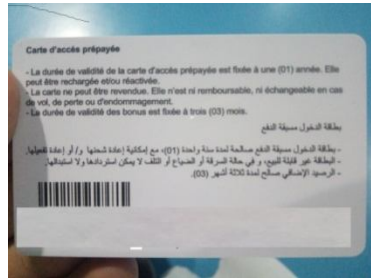 Carte d'accès prépayée
- La durée de validité de la carte d'accès prépayée est fixée à une (01) année. Elle
peut être rechargée et/ou réactivée.
- La carte ne peut être revendue. Elle n'est ni remboursable, ni échangeable en cas
de vol, de perte ou d'endommagement.
- La durée de validité des bonus est fixée à trois (03) mois.
بطاقة الدخول مسبقة الدفع
- بطاقة الدخول مسبقة الدفع صالحة لمدة سنة واحدة (01)، مع إمكانية إعادة شحنها و/أو إعادة تفعيلها.
- البطاقة غير قابلة للبيع، و في حالة السرقة أو الضياع أو التلف لا يمكن استردادها ولا استبدالها.
- الرصيد الإضافي صالح لمدة ثلاثة أشهر (03).